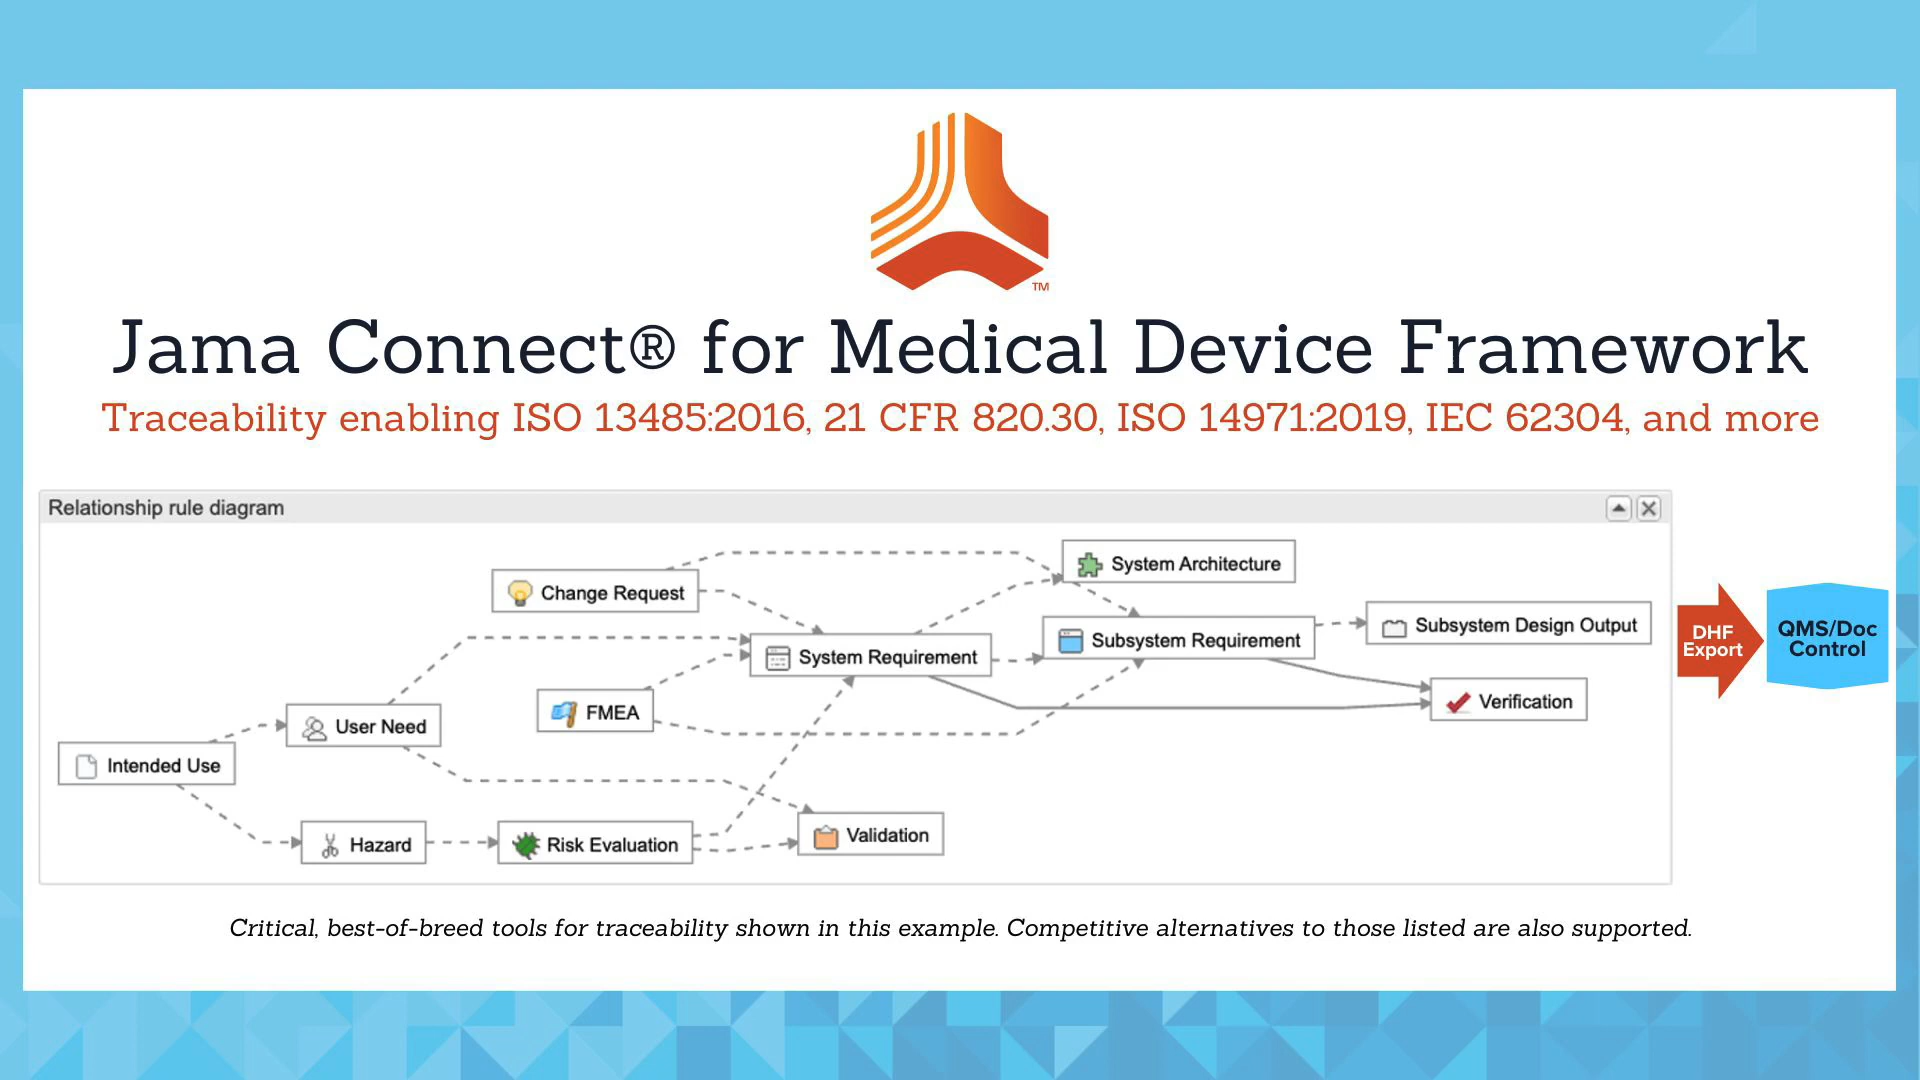 TM
Jama Connect® for Medical Device Framework
Traceability enabling ISO 13485:2016, 21 CFR 820.30, ISO 14971:2019, IEC 62304, and more
Relationship rule diagram
System Architecture
Change Request
Subsystem Design Output
Subsystem Requirement
System Requirement
Verification
FMEA
User Need
Intended Use
Validation
Hazard
Risk Evaluation
DHF
Export
QMS/Doc
Control
Critical, best-of-breed tools for traceability shown in this example. Competitive alternatives to those listed are also supported.